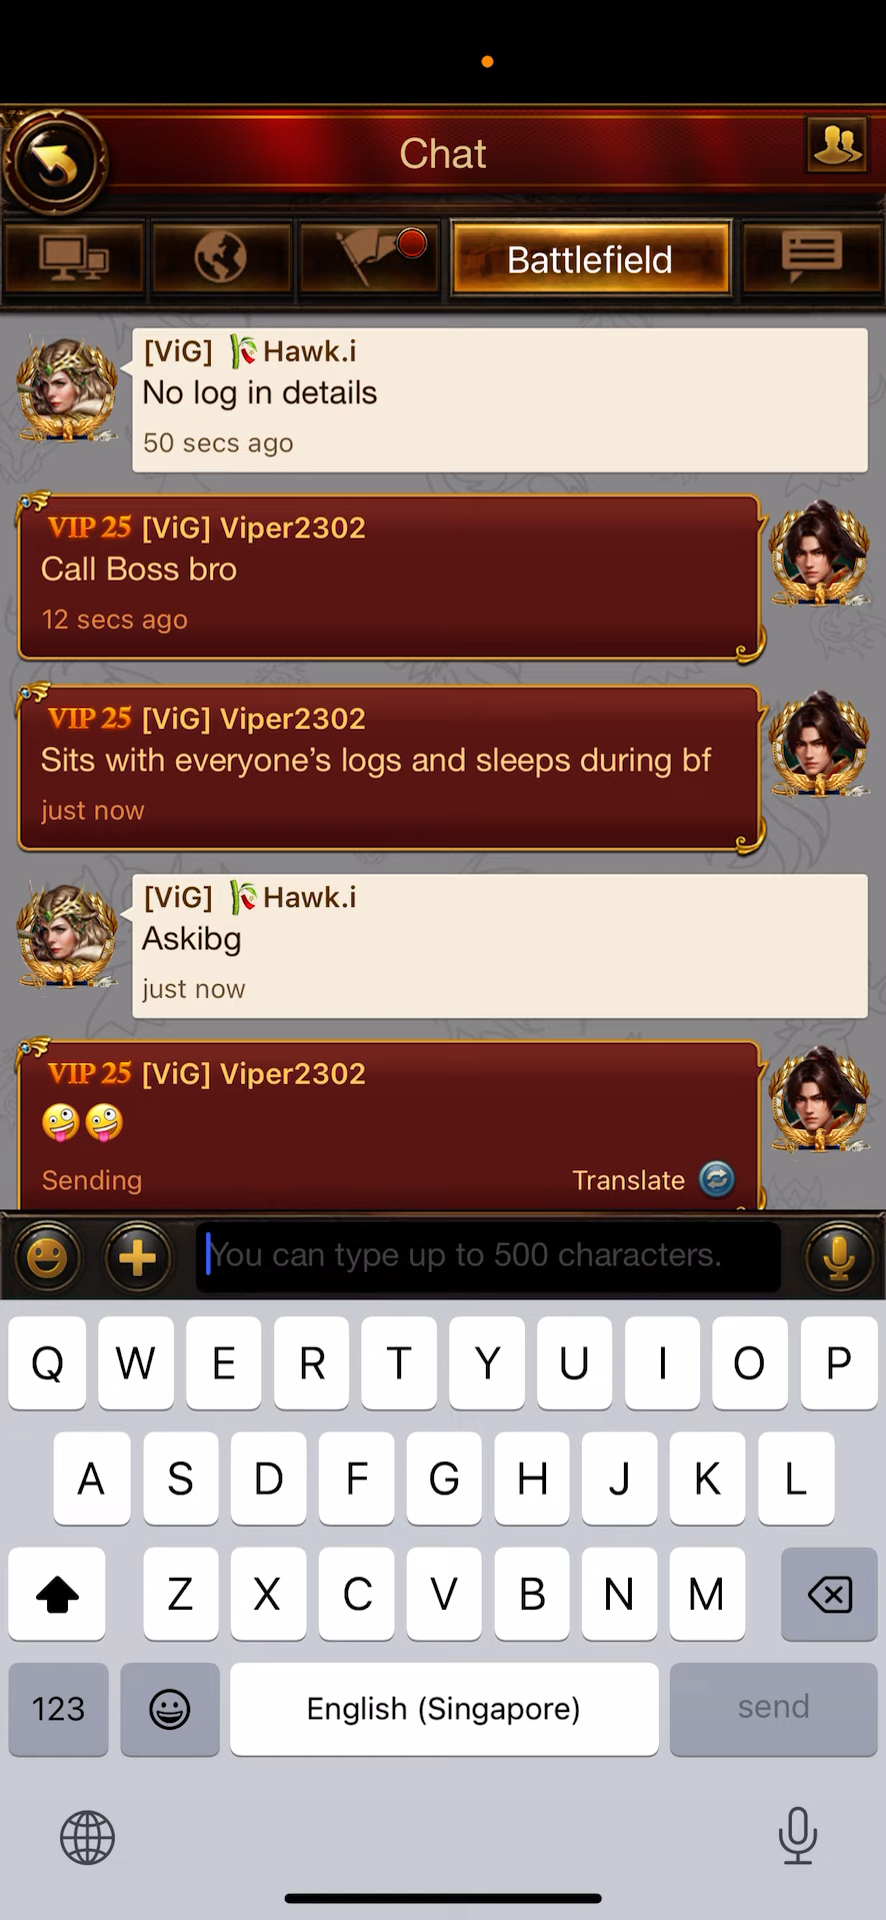 Chat
Battlefield
[ViG] Hawk.i
No log in details
50 secs ago
VIP 25 [ViG] Viper2302
Call Boss bro
12 secs ago
VIP 25 [ViG] Viper2302
Sits with everyone’s logs and sleeps during bf
just now
[ViG] Hawk.i
Askibg
just now
VIP 25 [ViG] Viper2302
🤪🤪
Sending Translate
You can type up to 500 characters.
Q W E R T Y U I O P
A S D F G H J K L
Z X C V B N M
123 English (Singapore) send